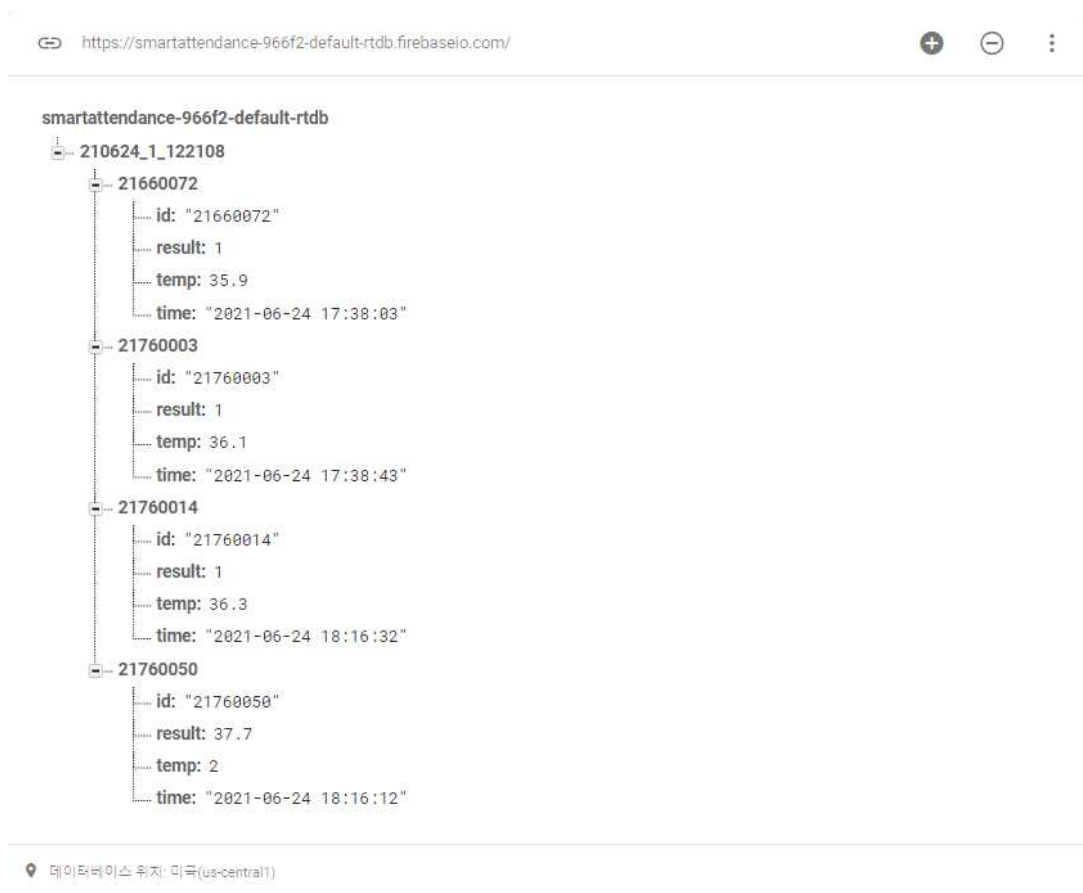 https://smartattendance-966f2-default-rtdb.firebaseio.com/
smartattendance-966f2-default-rtdb
210624_1_122108
21660072
id: "21660072"
result: 1
temp: 35.9
time: "2021-06-24 17:38:03"
21760003
id: "21760003"
result: 1
temp: 36.1
time: "2021-06-24 17:38:43"
21760014
id: "21760014"
result: 1
temp: 36.3
time: "2021-06-24 18:16:32"
21760050
id: "21760050"
result: 37.7
temp: 2
time: "2021-06-24 18:16:12"
데이터베이스 위치: 미국(us-central1)